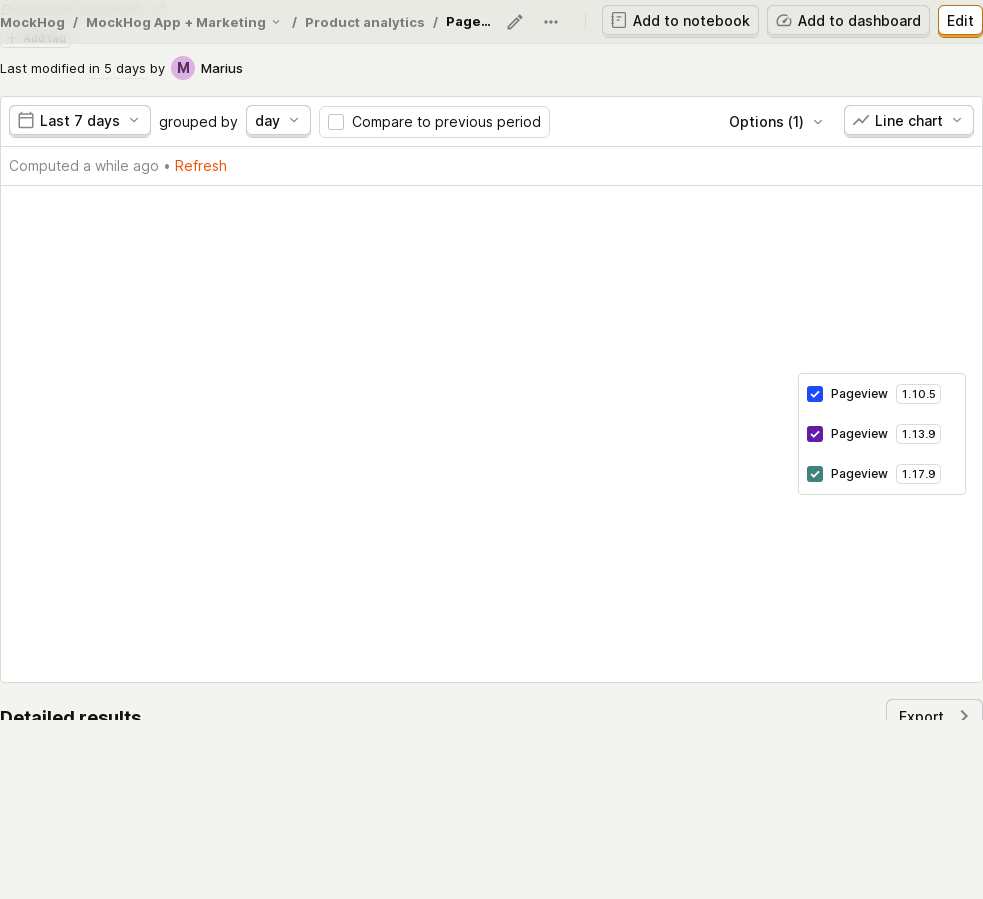 MockHog / MockHog App + Marketing / Product analytics / Page...
Add to notebook
Add to dashboard
Edit
Add tag
Last modified in 5 days by M Marius
Last 7 days grouped by day Compare to previous period Options (1) Line chart
Computed a while ago • Refresh
Pageview 1.10.5
Pageview 1.13.9
Pageview 1.17.9
Detailed results
Export